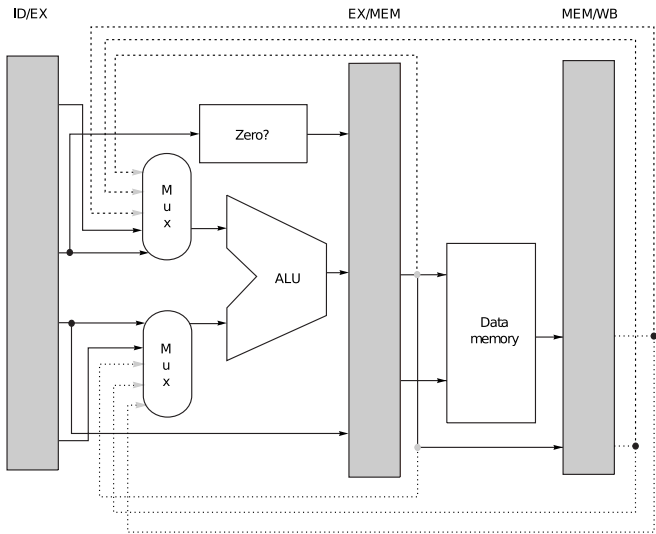 ID/EX
EX/MEM
MEM/WB
Zero?
M
u
x
ALU
M
u
x
Data
memory